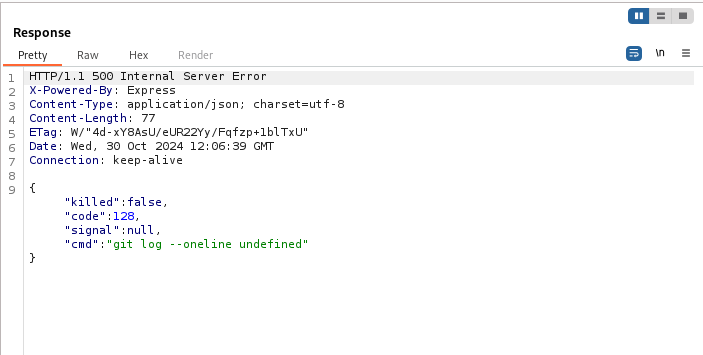 Response
Pretty Raw Hex Render
\n
1 HTTP/1.1 500 Internal Server Error
2 X-Powered-By: Express
3 Content-Type: application/json; charset=utf-8
4 Content-Length: 77
5 ETag: W/"4d-xY8AsU/eUR22Yy/Fqfzp+1blTxU"
6 Date: Wed, 30 Oct 2024 12:06:39 GMT
7 Connection: keep-alive
8
9 {
"killed":false,
"code":128,
"signal":null,
"cmd":"git log --oneline undefined"
}